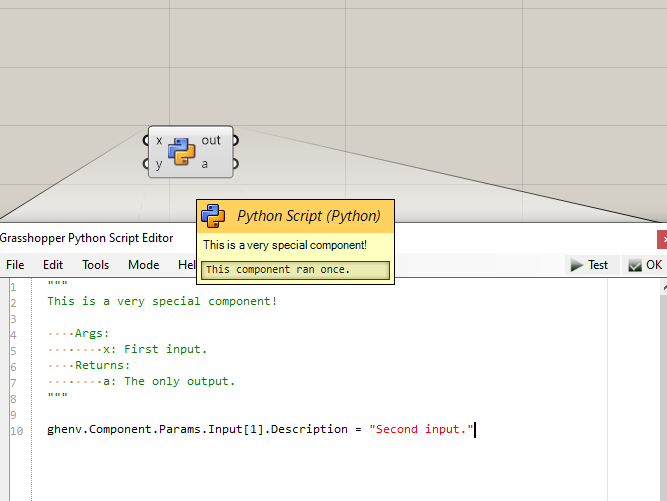 x out
y a
Python Script (Python)
This is a very special component!
This component ran once.
Grasshopper Python Script Editor
File Edit Tools Mode Hel
Test OK
1 """
2 This is a very special component!
3
4 ····Args:
5 ········x: First input.
6 ····Returns:
7 ········a: The only output.
8 """
9
10 ghenv.Component.Params.Input[1].Description = "Second input."